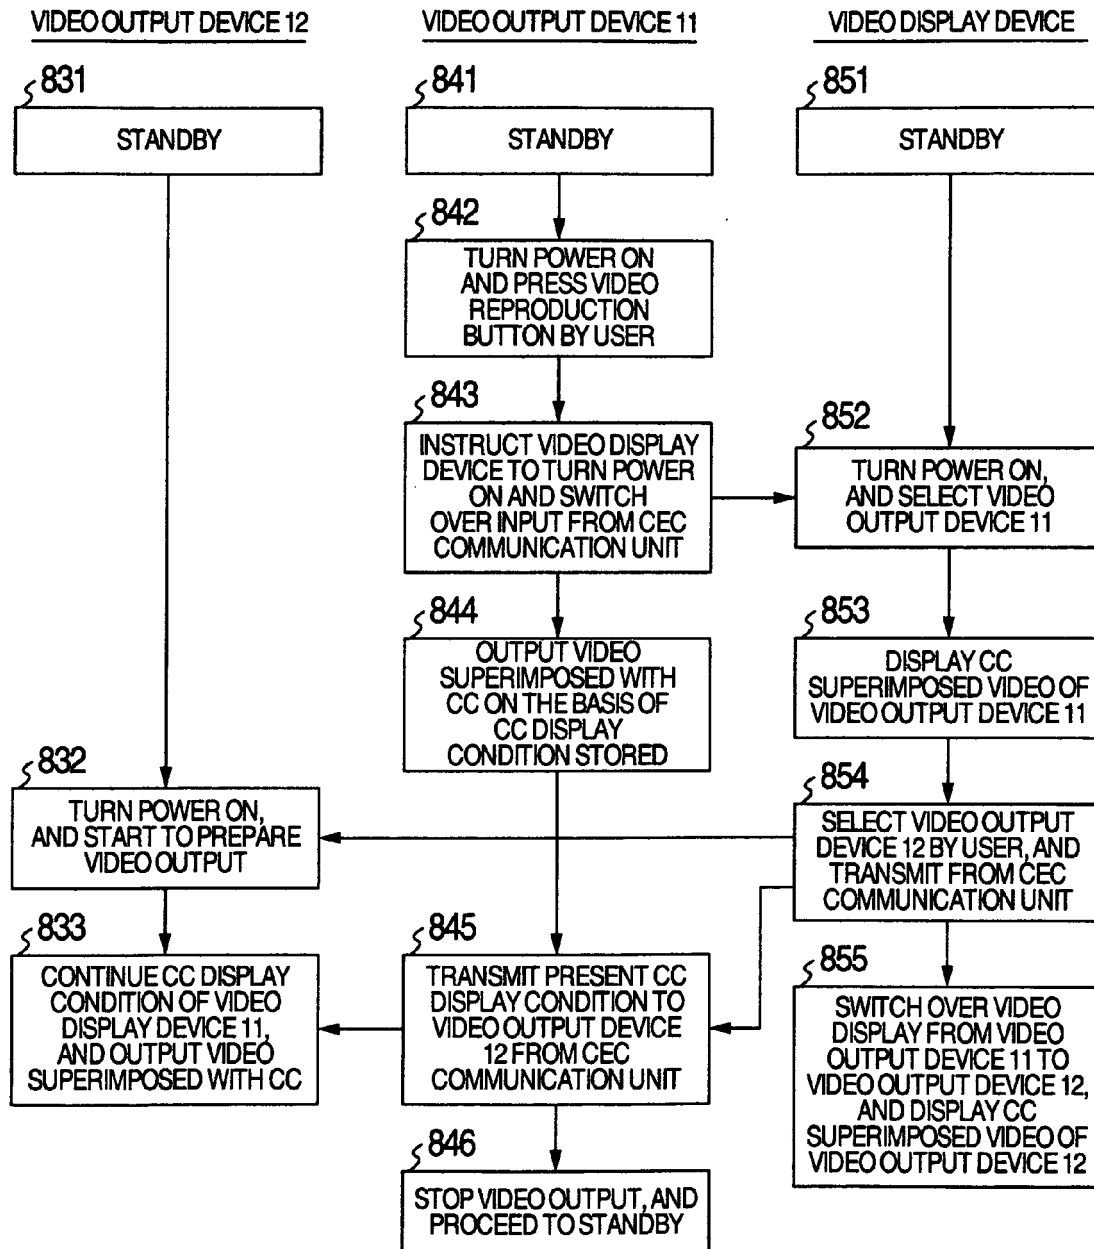 VIDEO OUTPUT DEVICE 12
VIDEO OUTPUT DEVICE 11
VIDEO DISPLAY DEVICE
831
STANDBY
841
STANDBY
851
STANDBY
842
TURN POWER ON
AND PRESS VIDEO
REPRODUCTION
BUTTON BY USER
843
INSTRUCT VIDEO DISPLAY
DEVICE TO TURN POWER
ON AND SWITCH
OVER INPUT FROM CEC
COMMUNICATION UNIT
852
TURN POWER ON,
AND SELECT VIDEO
OUTPUT DEVICE 11
844
OUTPUT VIDEO
SUPERIMPOSED WITH
CC ON THE BASIS OF
CC DISPLAY
CONDITION STORED
853
DISPLAY CC
SUPERIMPOSED VIDEO OF
VIDEO OUTPUT DEVICE 11
832
TURN POWER ON,
AND START TO PREPARE
VIDEO OUTPUT
854
SELECT VIDEO OUTPUT
DEVICE 12 BY USER, AND
TRANSMIT FROM CEC
COMMUNICATION UNIT
833
CONTINUE CC DISPLAY
CONDITION OF VIDEO
DISPLAY DEVICE 11,
AND OUTPUT VIDEO
SUPERIMPOSED WITH CC
845
TRANSMIT PRESENT CC
DISPLAY CONDITION TO
VIDEO OUTPUT DEVICE
12 FROM CEC
COMMUNICATION UNIT
855
SWITCH OVER VIDEO
DISPLAY FROM VIDEO
OUTPUT DEVICE 11 TO
VIDEO OUTPUT DEVICE 12,
AND DISPLAY CC
SUPERIMPOSED VIDEO OF
VIDEO OUTPUT DEVICE 12
846
STOP VIDEO OUTPUT, AND
PROCEED TO STANDBY